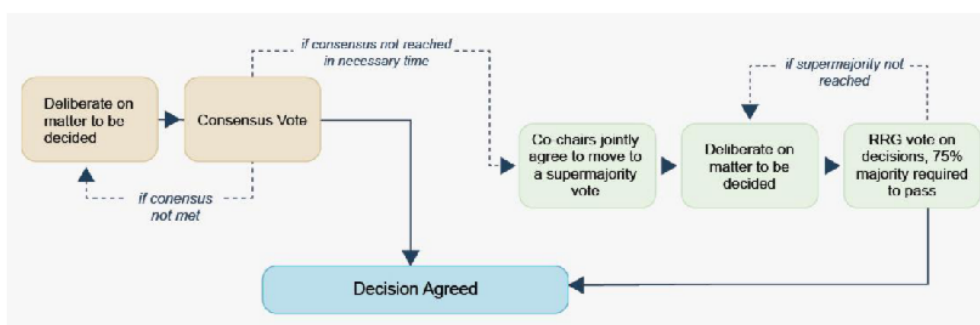 if consensus not reached
in necessary time
if supermajority not
reached
Deliberate on
matter to be
decided
Consensus Vote
Co-chairs jointly
agree to move to
a supermajority
vote
Deliberate on
matter to be
decided
RRG vote on
decisions, 75%
majority required
to pass
if conensus
not met
Decision Agreed